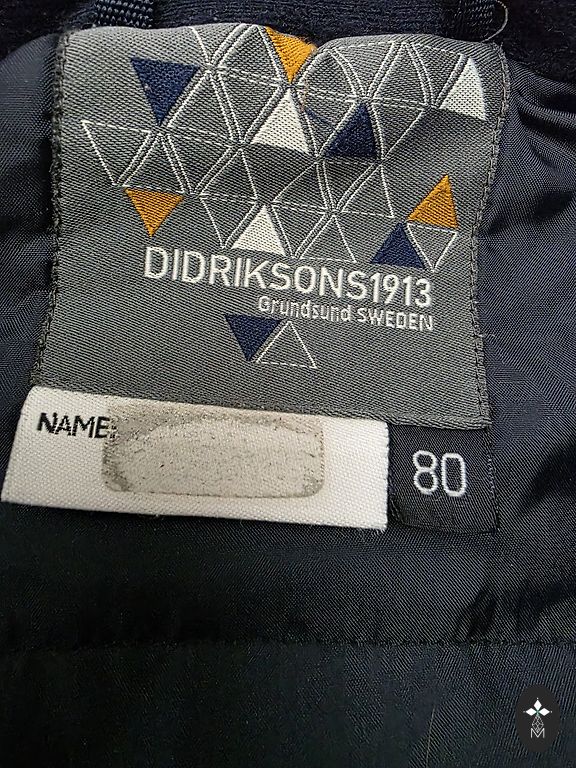 DIDRIKSONS1913
Grundsund SWEDEN
NAME:
80
M